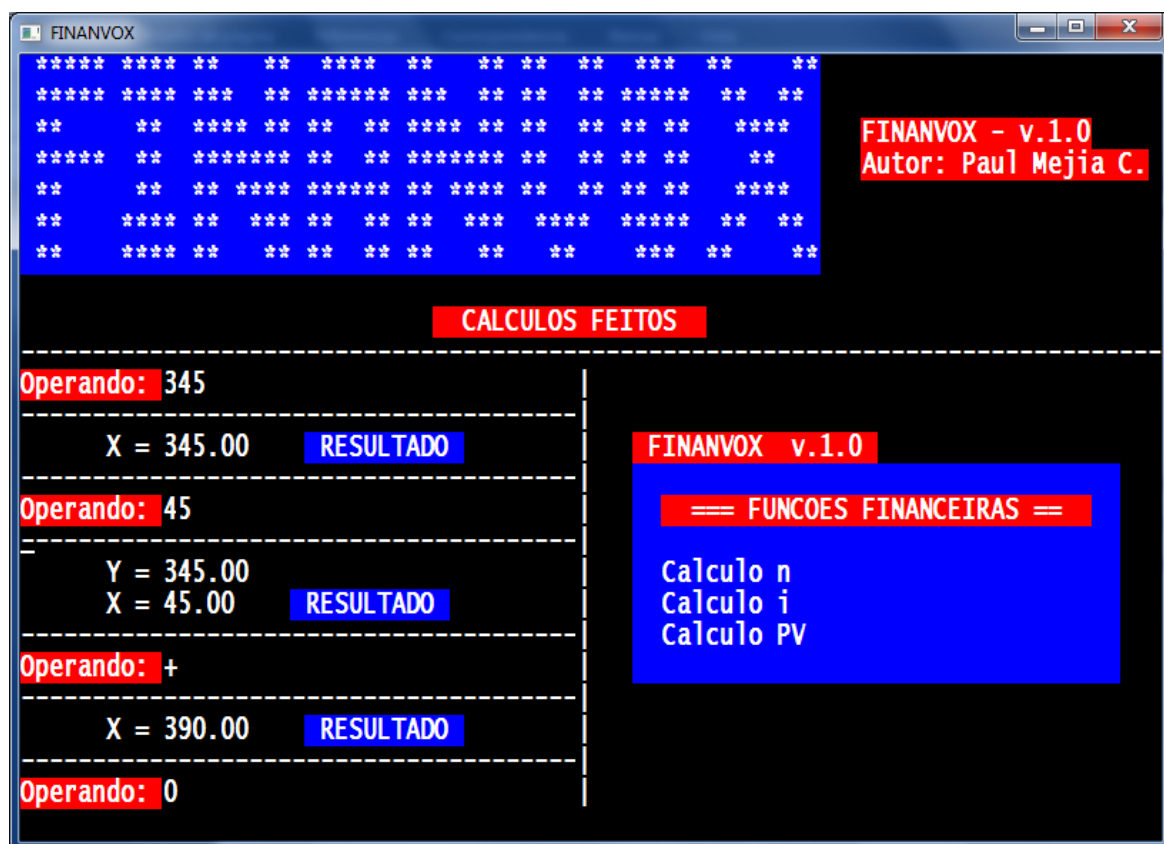 FINANVOX
FINANVOX
FINANVOX - v.1.0
Autor: Paul Mejia C.
CALCULOS FEITOS
Operando: 345
X = 345.00 RESULTADO
Operando: 45
Y = 345.00
X = 45.00 RESULTADO
Operando: +
X = 390.00 RESULTADO
Operando: 0
FINANVOX v.1.0
=== FUNCOES FINANCEIRAS ==
Calculo n
Calculo i
Calculo PV